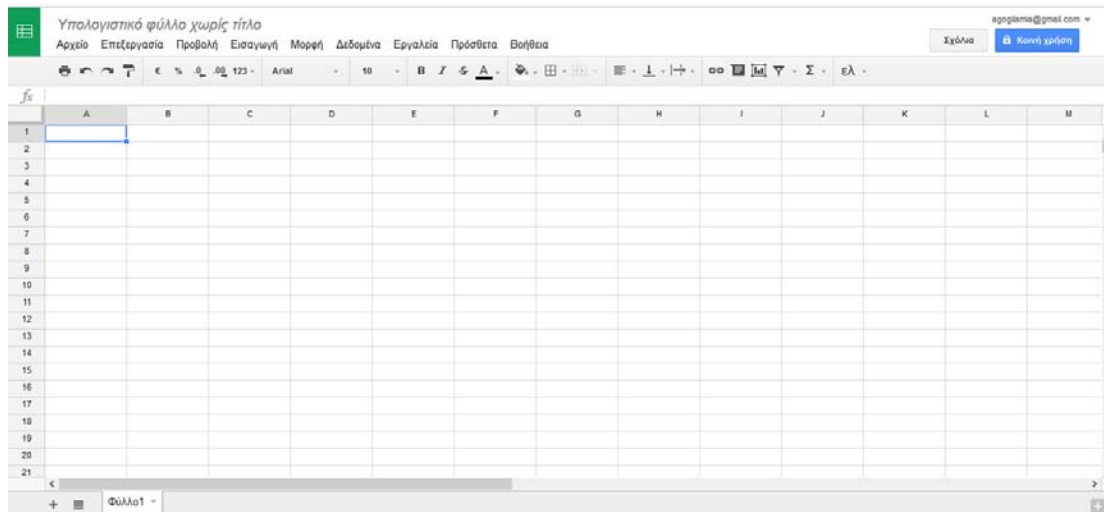 Υπολογιστικό φύλλο χωρίς τίτλο
agoglamia@gmail.com
Αρχείο Επεξεργασία Προβολή Εισαγωγή Μορφή Δεδομένα Εργαλεία Πρόσθετα Βοήθεια
Σχόλια Κοινή χρήση
€ % .0 .00 123 Arial 10 B I S A Σ ελ
fx
A B C D E F G H I J K L M
1
2
3
4
5
6
7
8
9
10
11
12
13
14
15
16
17
18
19
20
21
Φύλλο1